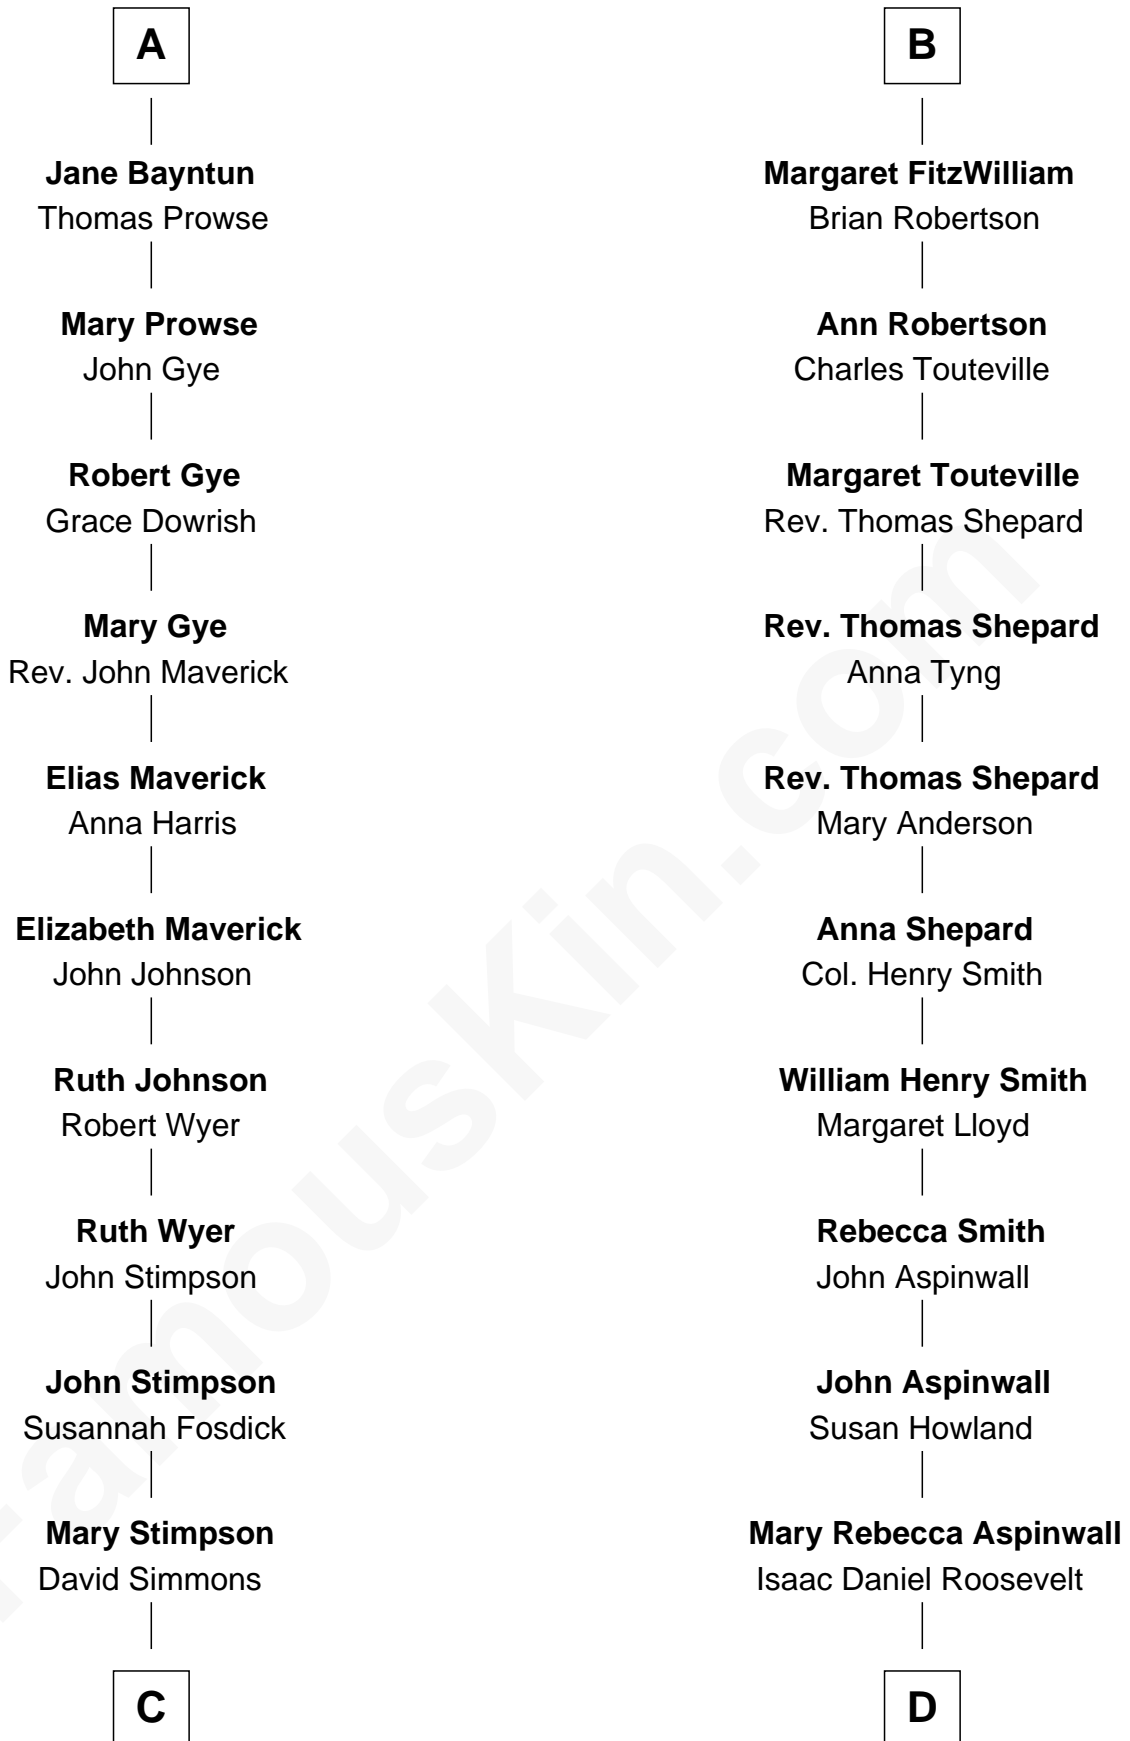 A
Jane Bayntun
Thomas Prowse
Mary Prowse
John Gye
Robert Gye
Grace Dowrish
Mary Gye
Rev. John Maverick
Elias Maverick
Anna Harris
Elizabeth Maverick
John Johnson
Ruth Johnson
Robert Wyer
Ruth Wyer
John Stimpson
John Stimpson
Susannah Fosdick
Mary Stimpson
David Simmons
C
B
Margaret FitzWilliam
Brian Robertson
Ann Robertson
Charles Touteville
Margaret Touteville
Rev. Thomas Shepard
Rev. Thomas Shepard
Anna Tyng
Rev. Thomas Shepard
Mary Anderson
Anna Shepard
Col. Henry Smith
William Henry Smith
Margaret Lloyd
Rebecca Smith
John Aspinwall
John Aspinwall
Susan Howland
Mary Rebecca Aspinwall
Isaac Daniel Roosevelt
D
FamousKin.com